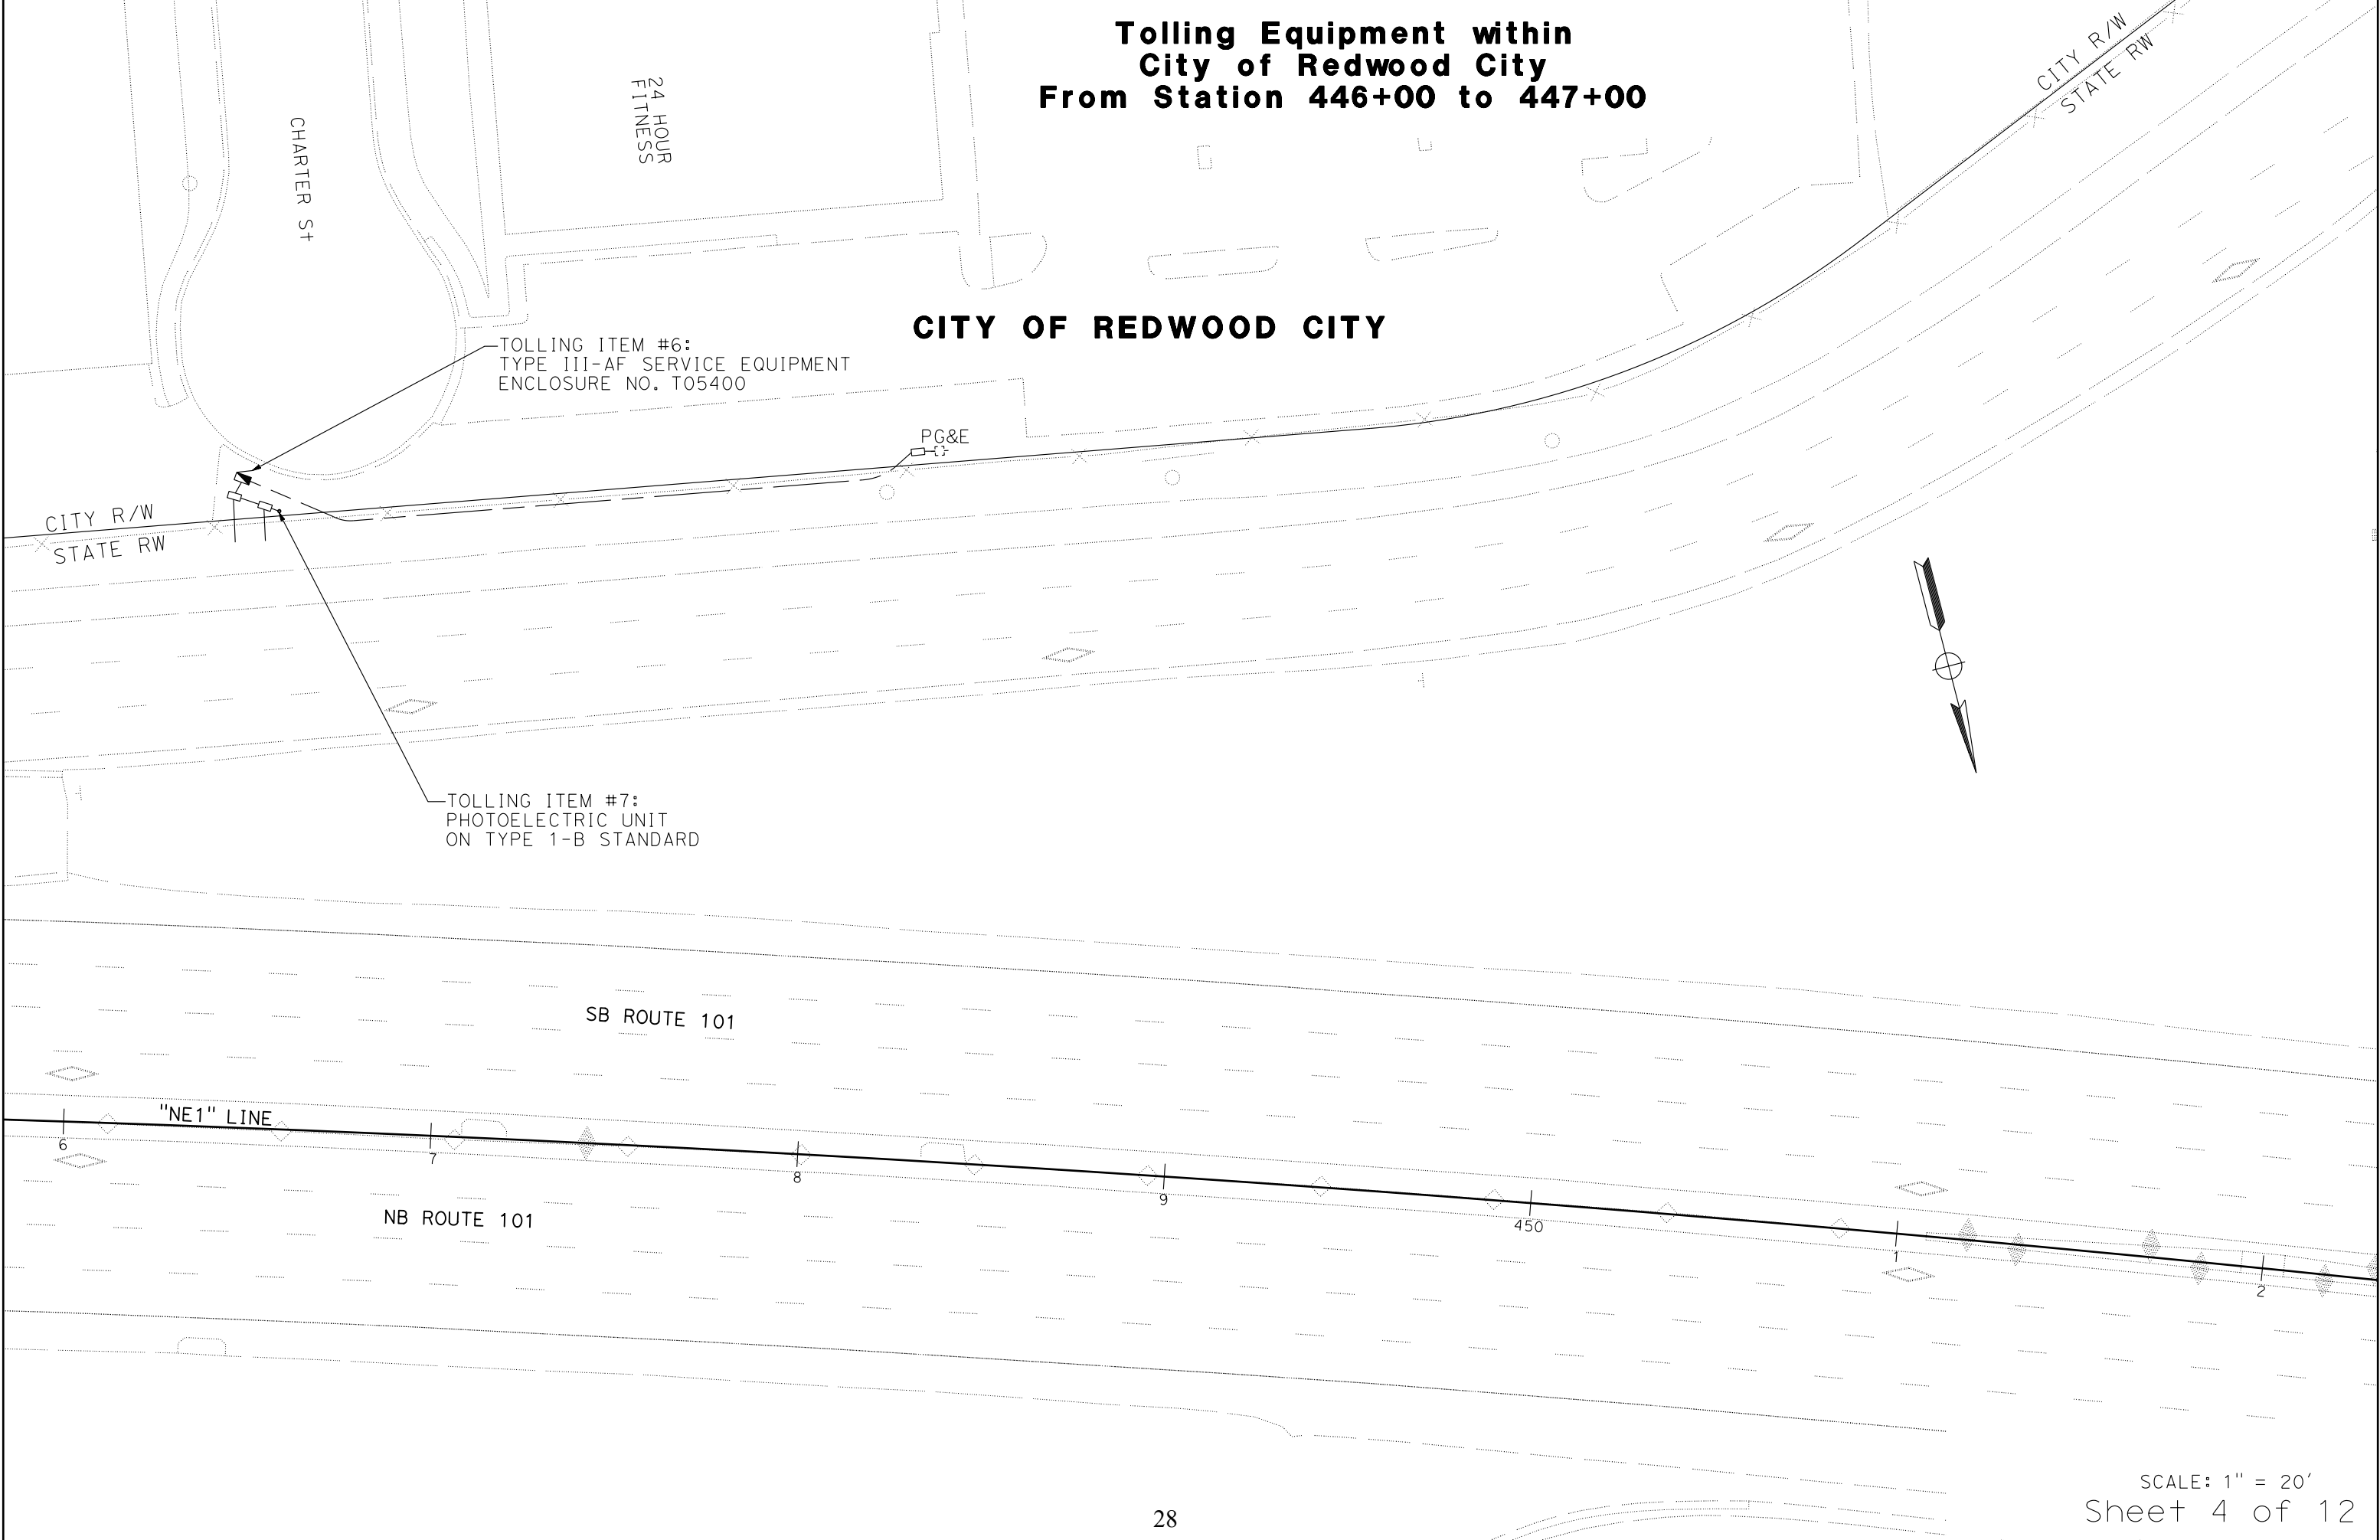 Tolling Equipment within
City of Redwood City
From Station 446+00 to 447+00
CITY R/W
STATE RW
24 HOUR
FITNESS
CHARTER St
CITY OF REDWOOD CITY
TOLLING ITEM #6:
TYPE III-AF SERVICE EQUIPMENT
ENCLOSURE NO. T05400
PG&E
CITY R/W
STATE RW
TOLLING ITEM #7:
PHOTOELECTRIC UNIT
ON TYPE 1-B STANDARD
SB ROUTE 101
"NE1" LINE
6
7
8
9
450
1
2
NB ROUTE 101
SCALE: 1" = 20'
Sheet 4 of 12
28